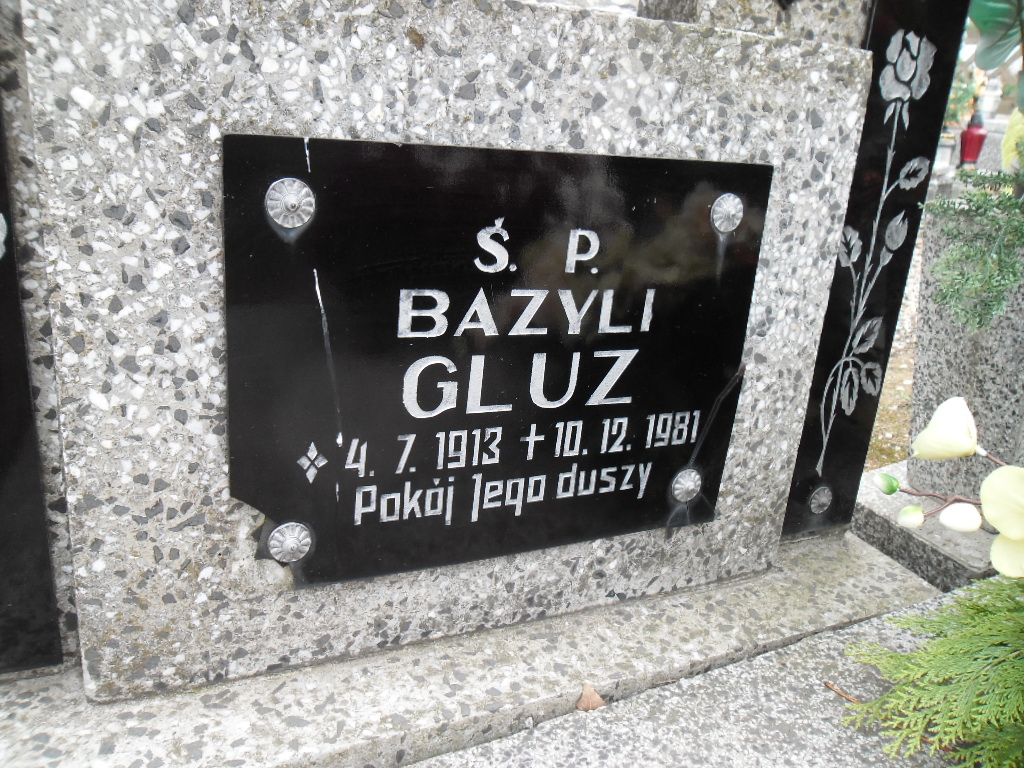 Ś. P.
BAZYLI
GLUZ
4. 7. 1913 ✝ 10. 12. 1981
Pokój Jego duszy